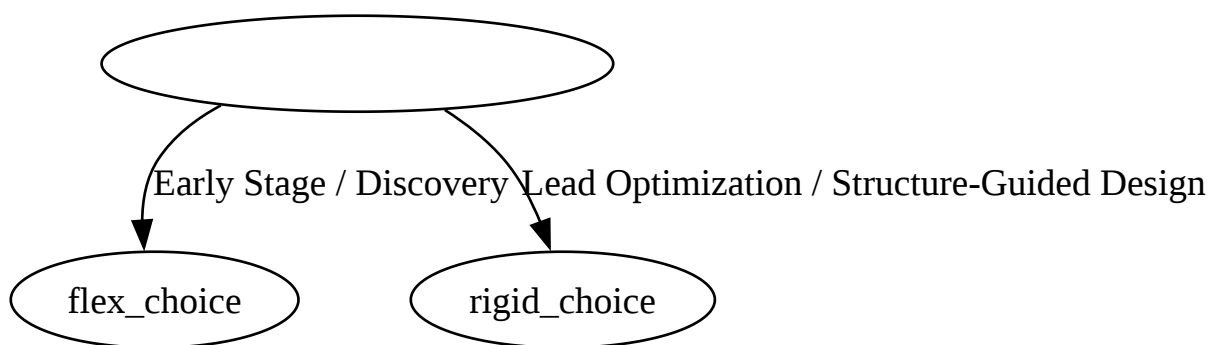 Early Stage / Discovery
Lead Optimization / Structure-Guided Design
flex_choice
rigid_choice